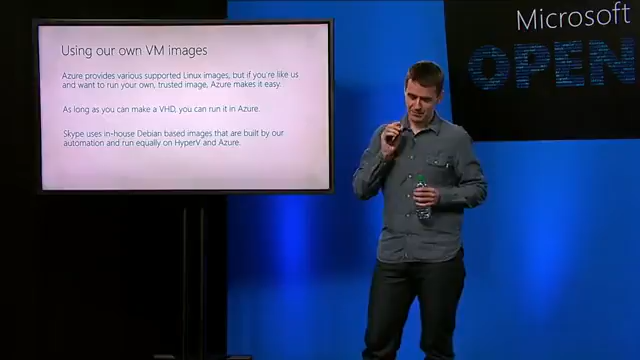 Using our own VM images
Azure provides various supported Linux images, but if you're like us
and want to run your own, trusted image, Azure makes it easy.
As long as you can make a VHD, you can run it in Azure.
Skype uses in-house Debian based images that are built by our
automation and run equally on HyperV and Azure.
Microsoft
OPEN